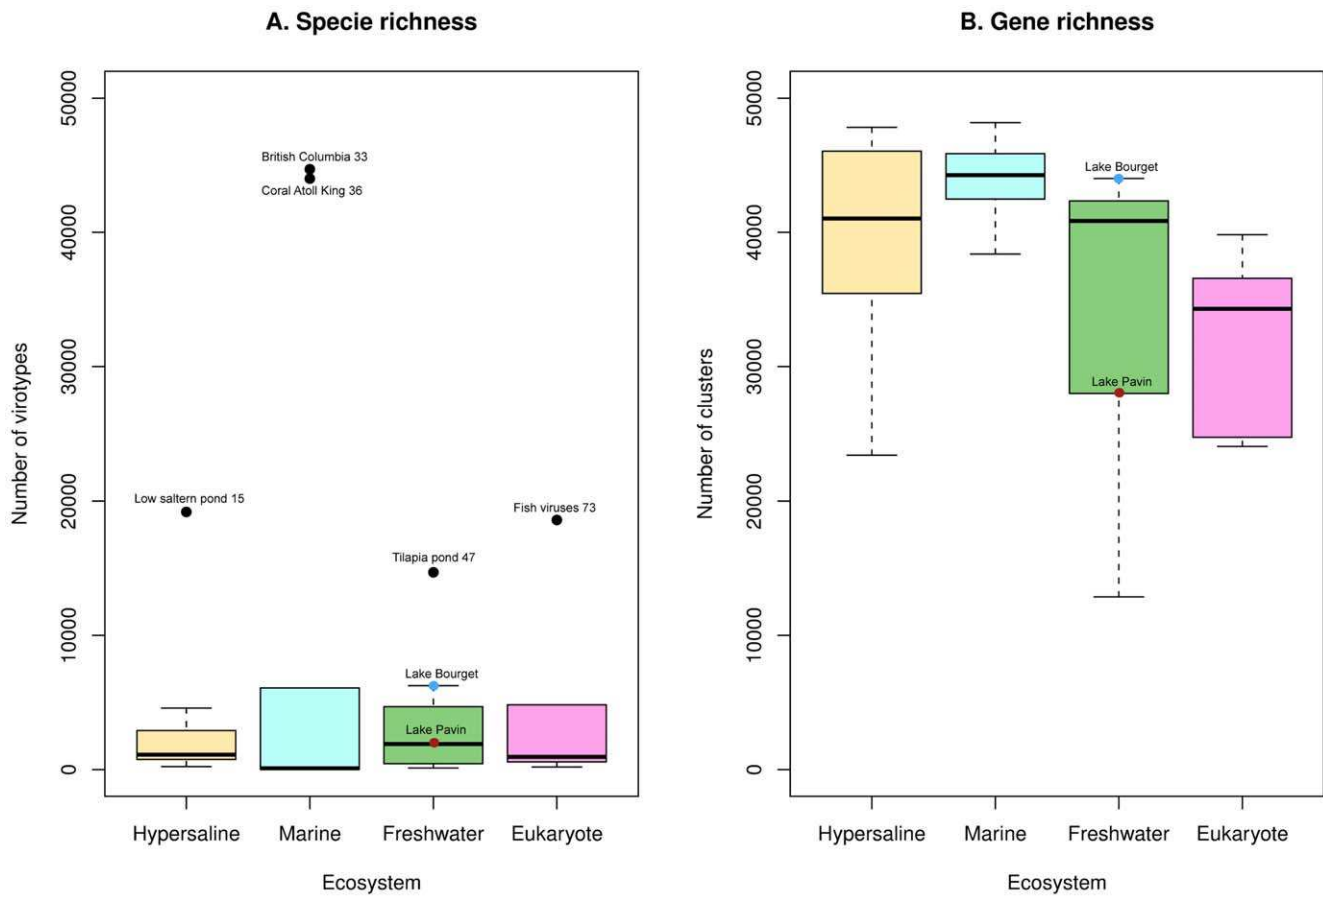 A. Specie richness
Number of virotypes
50000
40000
30000
20000
10000
0
British Columbia 33
Coral Atoll King 36
Low saltern pond 15
Fish viruses 73
Tilapia pond 47
Lake Bourget
Lake Pavin
Hypersaline Marine Freshwater Eukaryote
Ecosystem
B. Gene richness
Number of clusters
50000
40000
30000
20000
10000
0
Lake Bourget
Lake Pavin
Hypersaline Marine Freshwater Eukaryote
Ecosystem